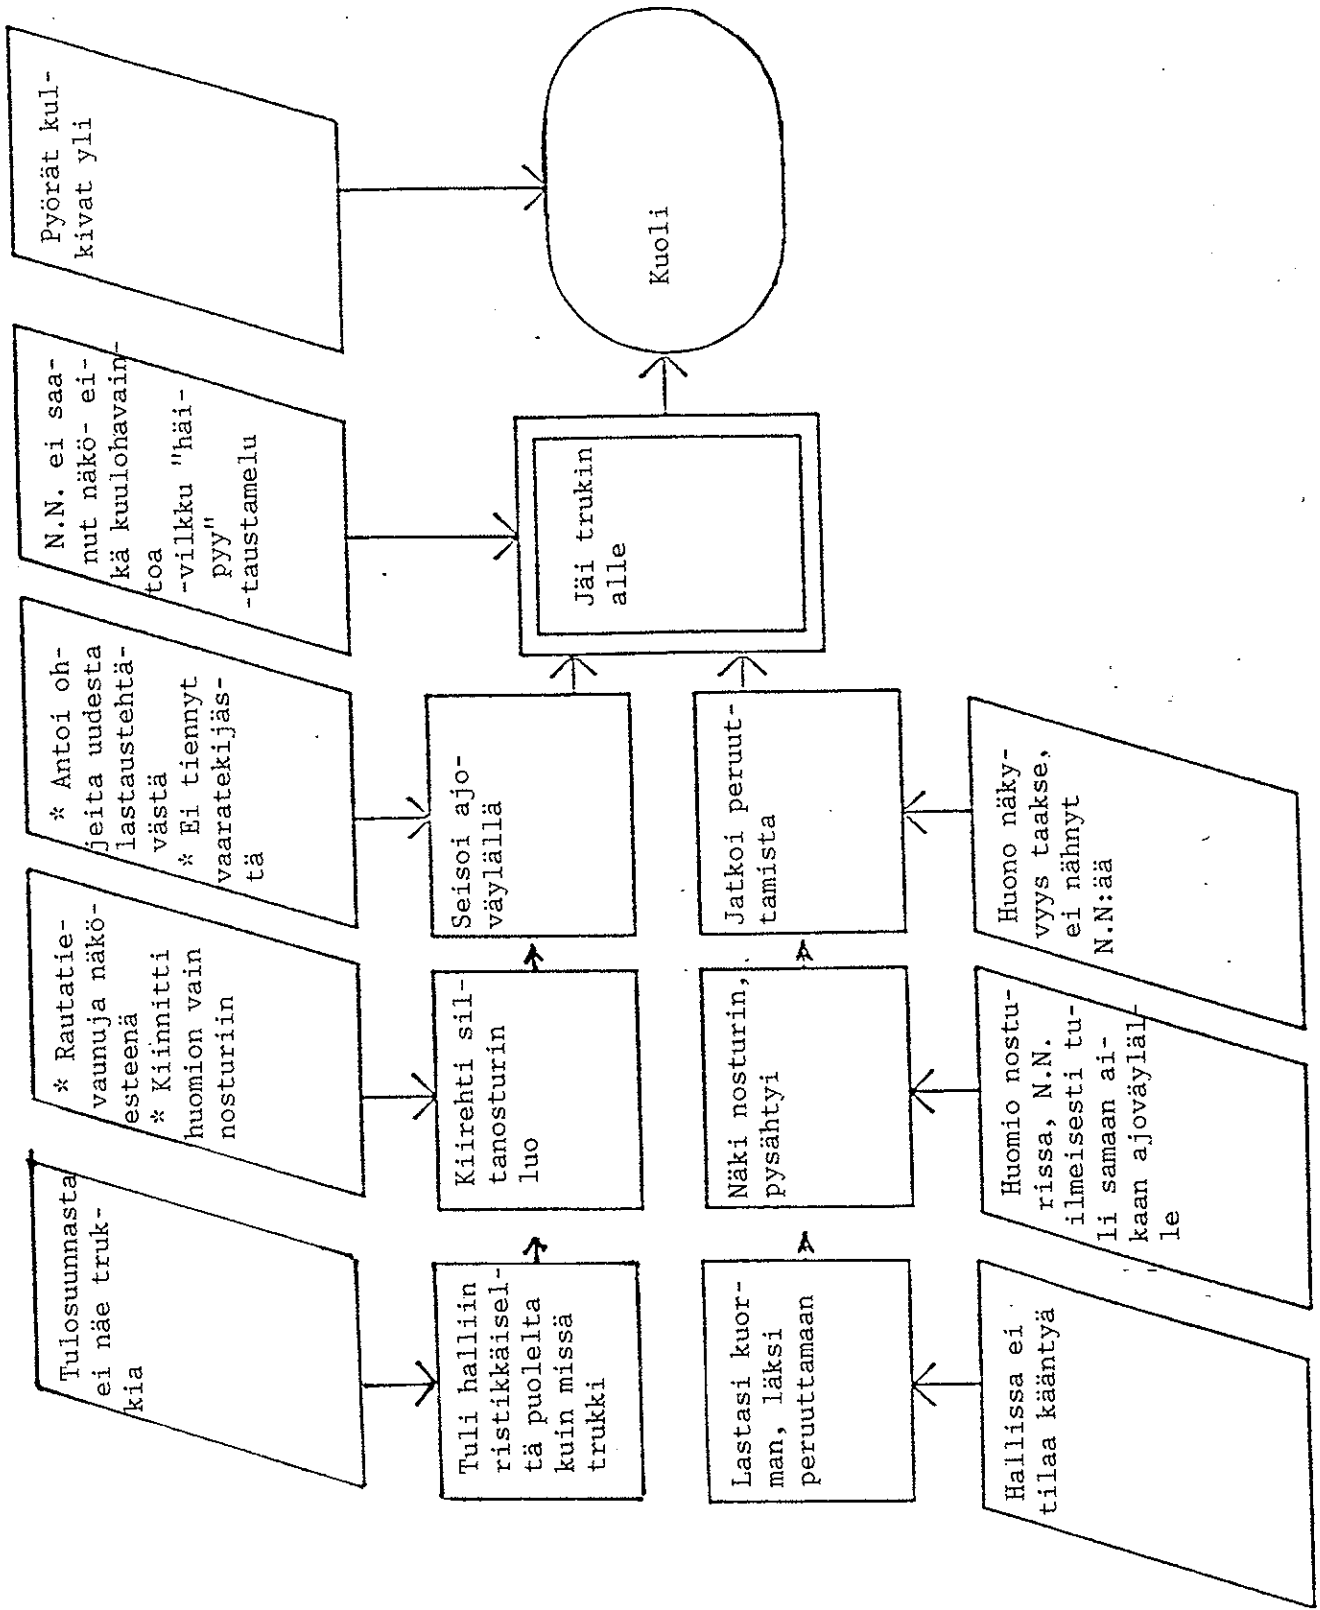 Tulosuunnasta
ei näe truk-
kia
* Rautatie-
vaunuja näkö-
esteenä
* Kiinnitti
huomion vain
nosturiin
* Antoi oh-
jeita uudesta
lastaustehtä-
västä
* Ei tiennyt
vaaratekijäs-
tä
N.N. ei saa-
nut näkö- ei-
kä kuulohavain-
toa
-vilkku "häi-
pyy"
-taustamelu
Pyörät kul-
kivat yli
Tuli halliin
ristikkäisel-
tä puolelta
kuin missä
trukki
Kiirehti sil-
tanosturin
luo
Seisoi ajo-
väylällä
Jäi trukin
alle
Kuoli
Lastasi kuor-
man, läksi
peruuttamaan
Näki nosturin,
pysähtyi
Jatkoi peruut-
tamista
Hallissa ei
tilaa kääntyä
Huomio nostu-
rissa, N.N.
ilmeisesti tu-
li samaan ai-
kaan ajoväyläl-
le
Huono näky-
vyys taakse,
ei nähnyt
N.N:ää